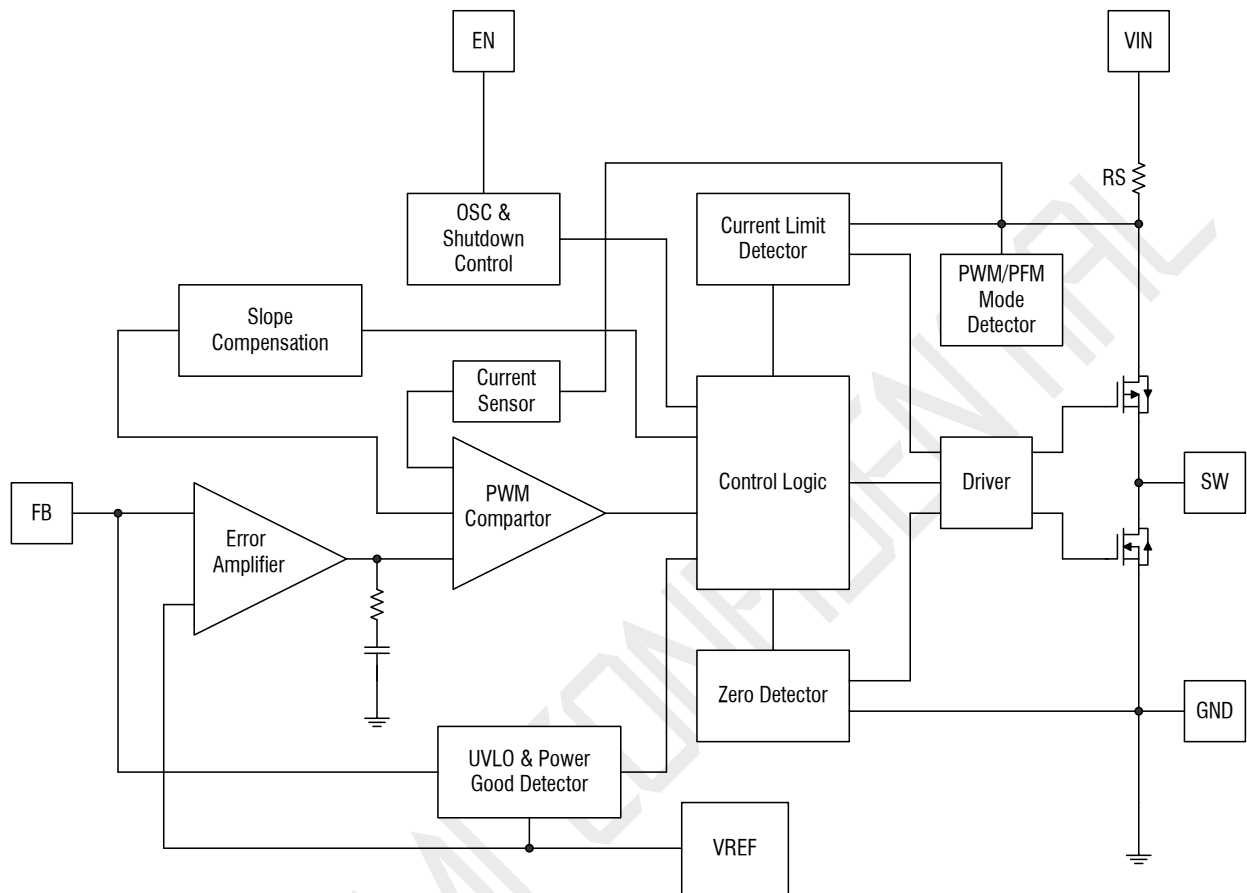 EN
VIN
RS
OSC &
Shutdown
Control
Current Limit
Detector
PWM/PFM
Mode
Detector
Slope
Compensation
Current
Sensor
PWM
Compartor
Control Logic
Driver
SW
FB
Error
Amplifier
Zero Detector
GND
UVLO & Power
Good Detector
VREF
CONFIDENTIAL